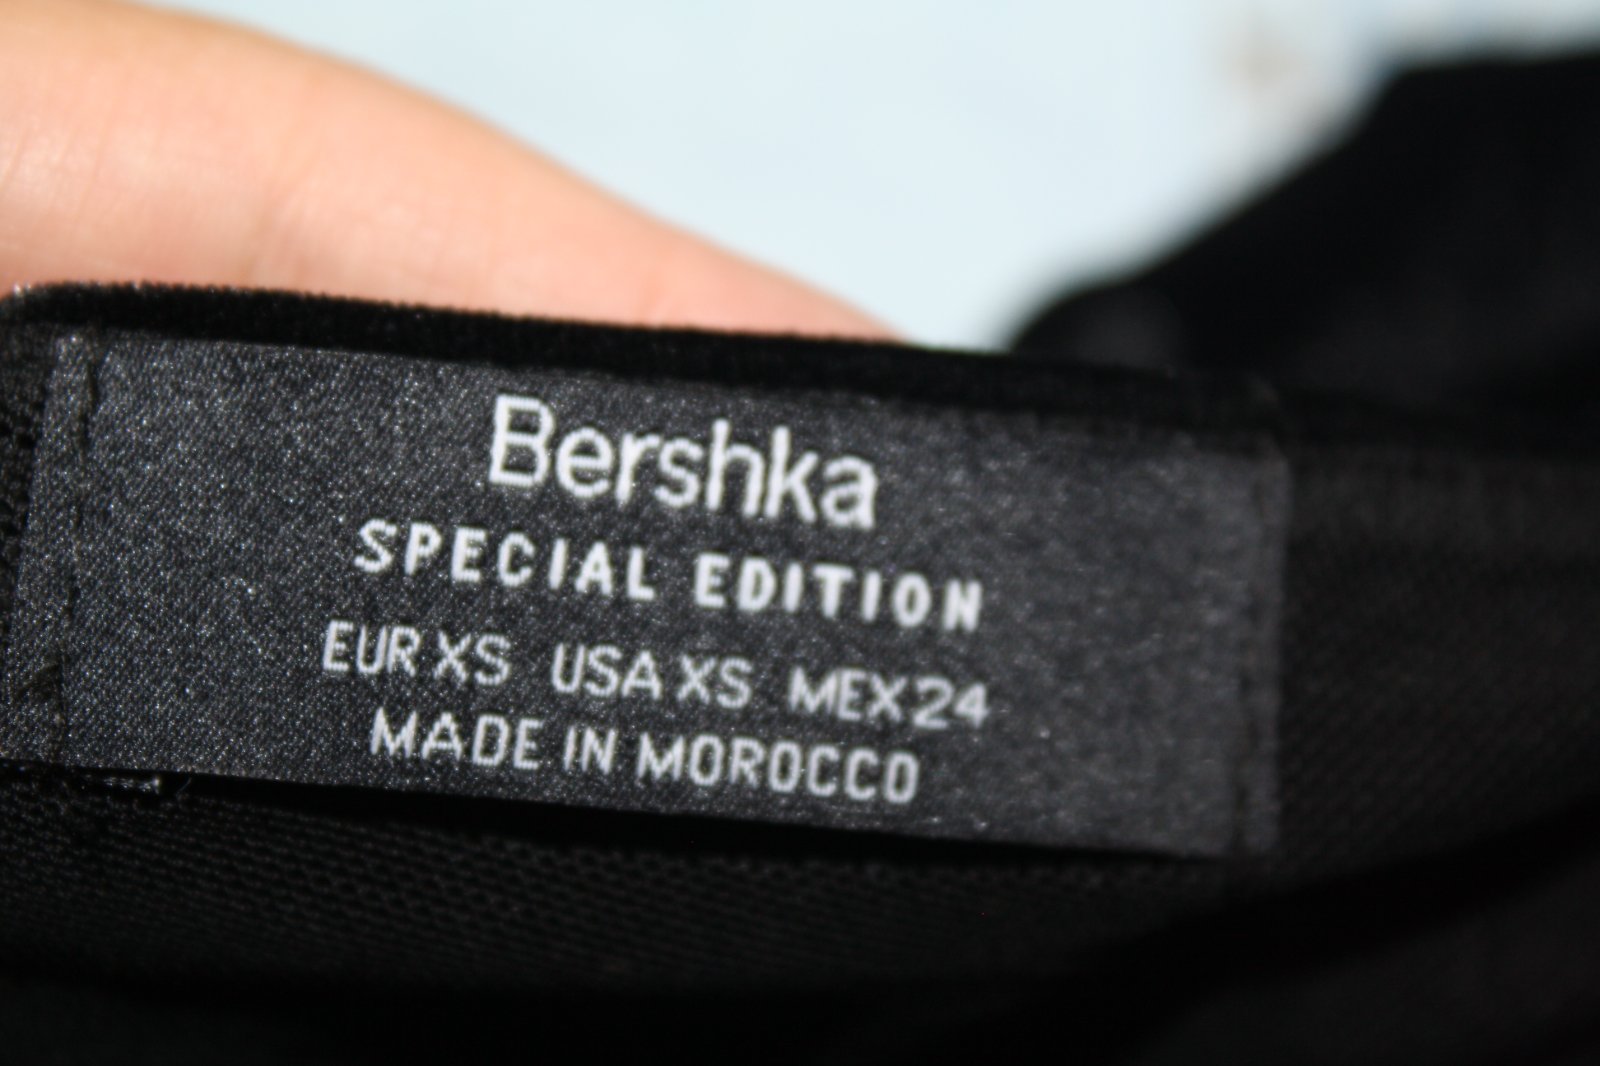 Bershka
SPECIAL EDITION
EUR XS USA XS MEX 24
MADE IN MOROCCO